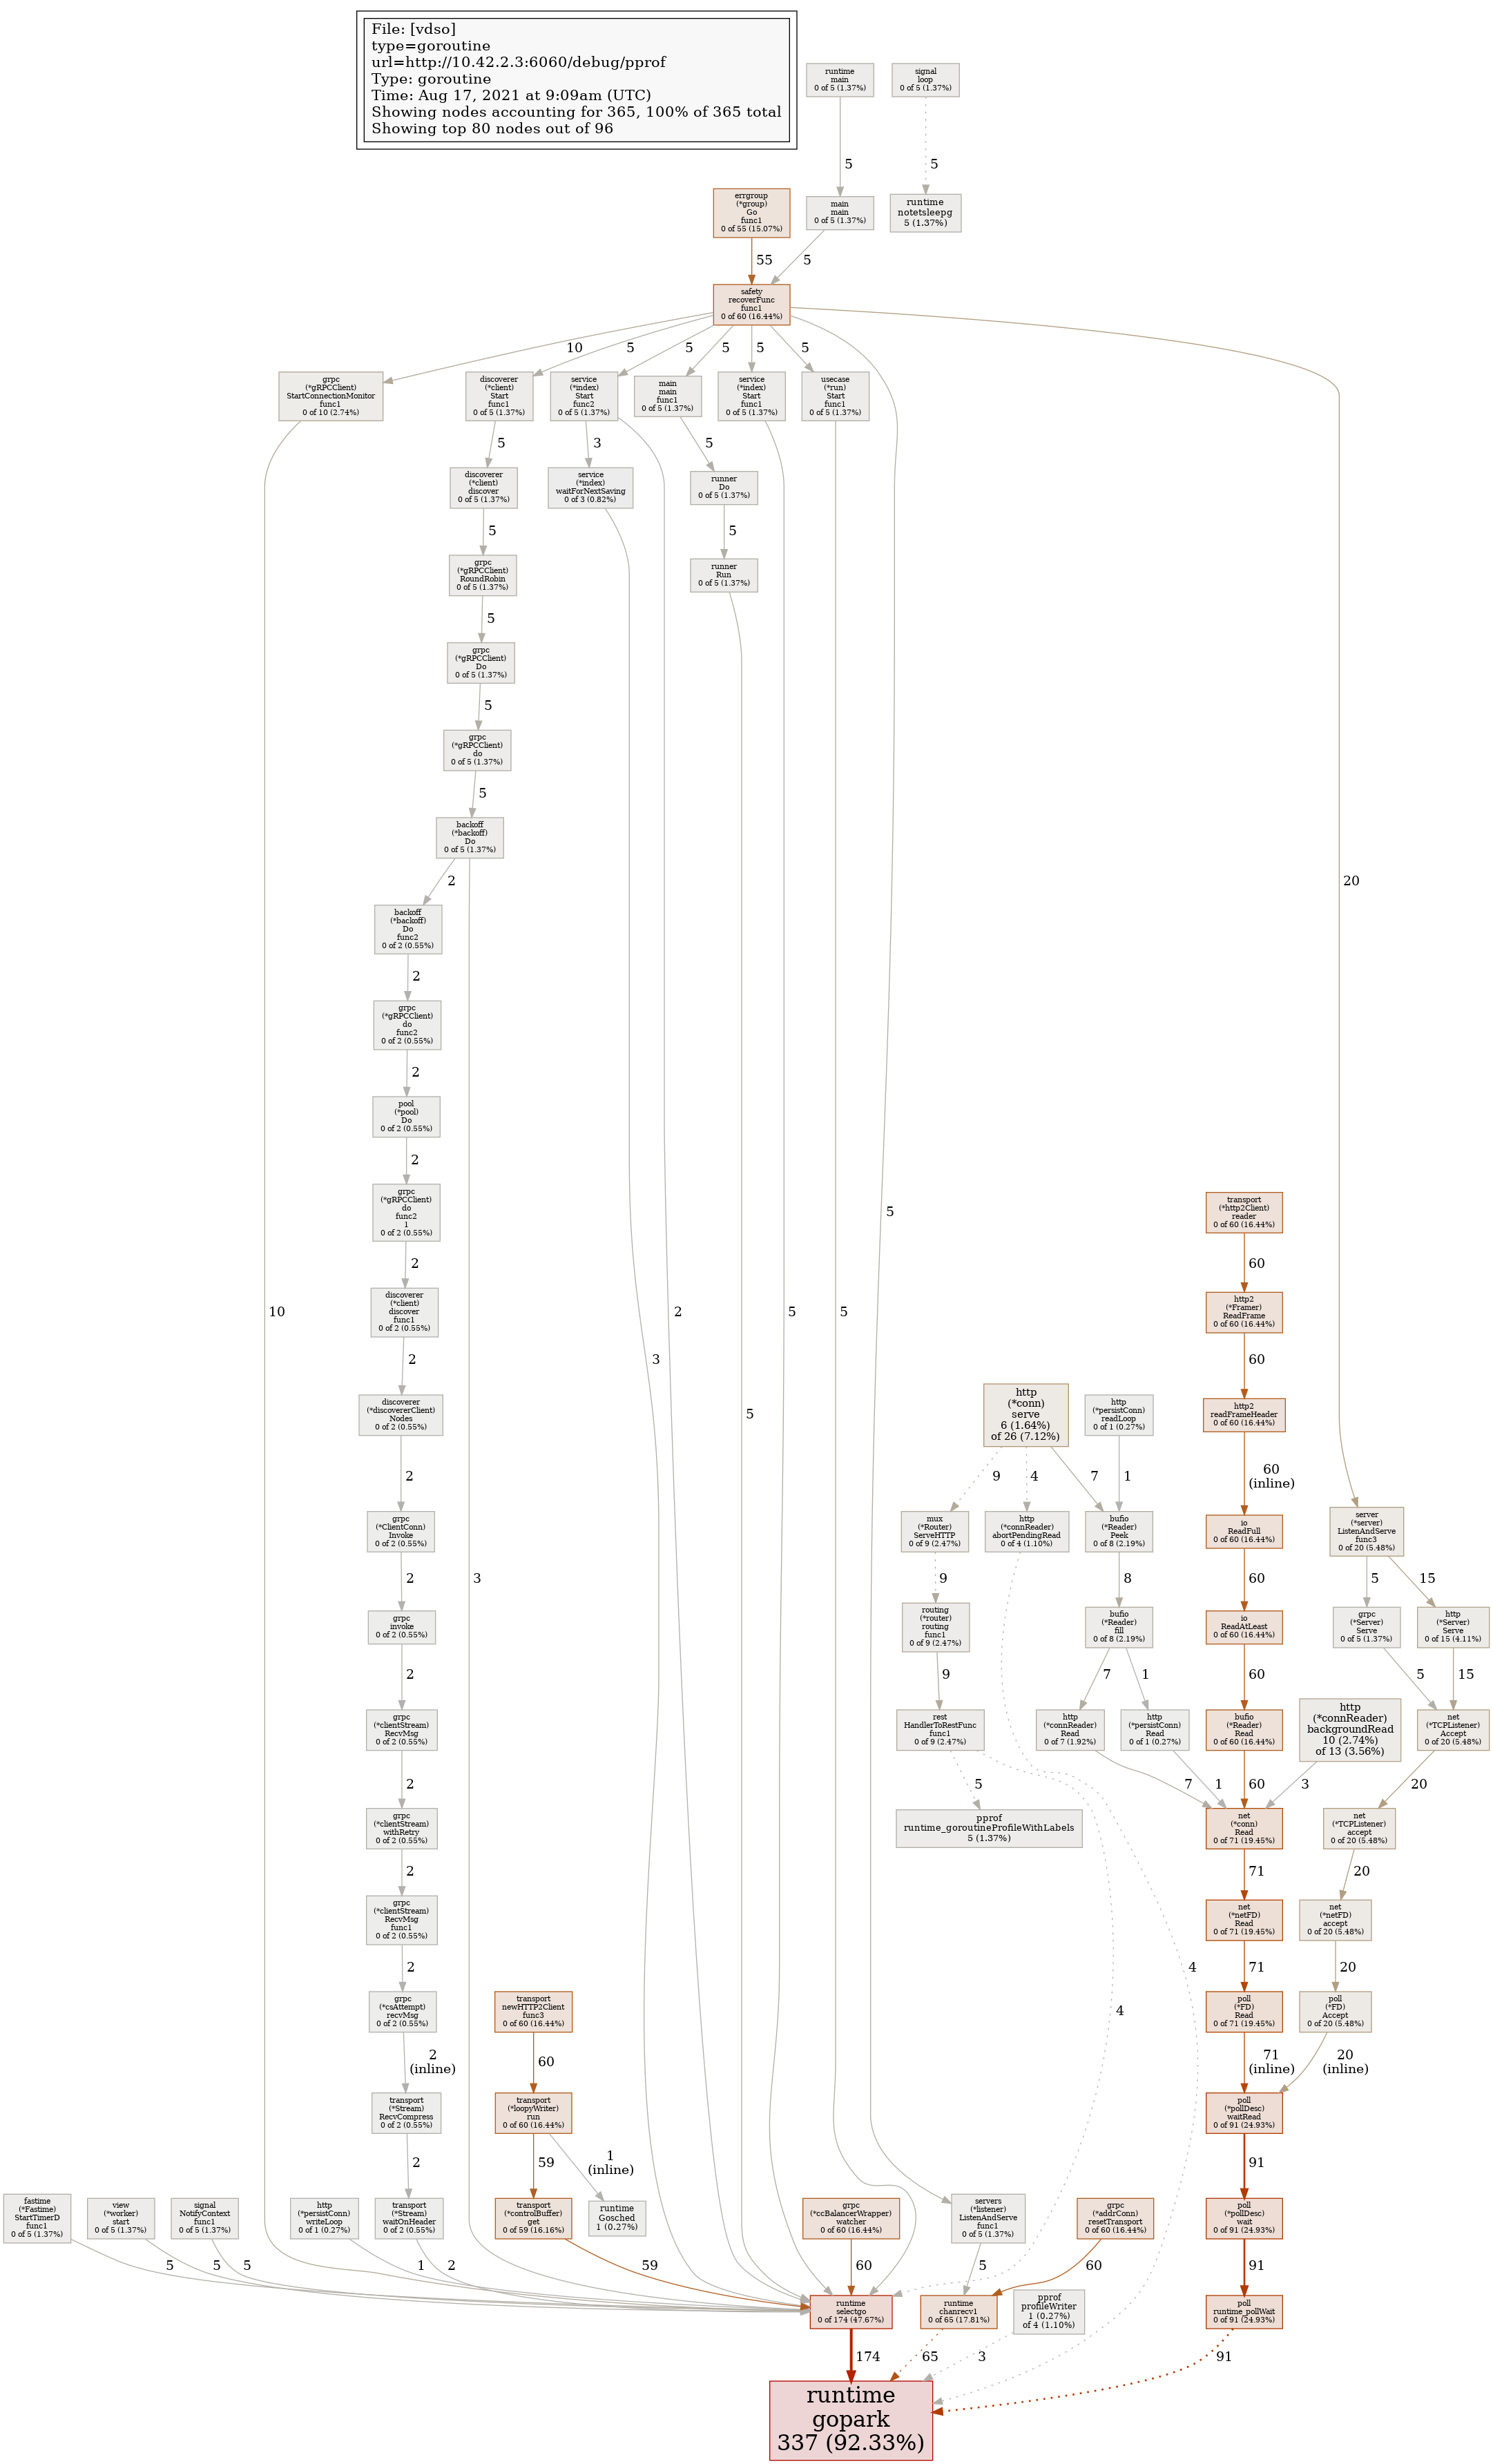 File: [vdso]
type=goroutine
url=http://10.42.2.3:6060/debug/pprof
Type: goroutine
Time: Aug 17, 2021 at 9:09am (UTC)
Showing nodes accounting for 365, 100% of 365 total
Showing top 80 nodes out of 96
runtime
main
0 of 5 (1.37%)
signal
loop
0 of 5 (1.37%)
5
5
errgroup
(*group)
Go
func1
0 of 55 (15.07%)
main
main
0 of 5 (1.37%)
runtime
notetsleepg
5 (1.37%)
55
5
safety
recoverFunc
func1
0 of 60 (16.44%)
10
5
5
5
5
5
grpc
(*gRPCClient)
StartConnectionMonitor
func1
0 of 10 (2.74%)
discoverer
(*client)
Start
func1
0 of 5 (1.37%)
service
(*index)
Start
func2
0 of 5 (1.37%)
main
main
func1
0 of 5 (1.37%)
service
(*index)
Start
func1
0 of 5 (1.37%)
usecase
(*run)
Start
func1
0 of 5 (1.37%)
5
3
5
discoverer
(*client)
discover
0 of 5 (1.37%)
service
(*index)
waitForNextSaving
0 of 3 (0.82%)
runner
Do
0 of 5 (1.37%)
5
5
grpc
(*gRPCClient)
RoundRobin
0 of 5 (1.37%)
runner
Run
0 of 5 (1.37%)
5
grpc
(*gRPCClient)
Do
0 of 5 (1.37%)
5
grpc
(*gRPCClient)
do
0 of 5 (1.37%)
5
backoff
(*backoff)
Do
0 of 5 (1.37%)
2
20
backoff
(*backoff)
Do
func2
0 of 2 (0.55%)
2
grpc
(*gRPCClient)
do
func2
0 of 2 (0.55%)
2
pool
(*pool)
Do
0 of 2 (0.55%)
2
grpc
(*gRPCClient)
do
func2
1
0 of 2 (0.55%)
5
transport
(*http2Client)
reader
0 of 60 (16.44%)
2
60
discoverer
(*client)
discover
func1
0 of 2 (0.55%)
10
2
5
5
http2
(*Framer)
ReadFrame
0 of 60 (16.44%)
2
3
60
discoverer
(*discovererClient)
Nodes
0 of 2 (0.55%)
5
http
(*conn)
serve
6 (1.64%)
of 26 (7.12%)
http
(*persistConn)
readLoop
0 of 1 (0.27%)
http2
readFrameHeader
0 of 60 (16.44%)
2
9
4
7
1
60
(inline)
grpc
(*ClientConn)
Invoke
0 of 2 (0.55%)
mux
(*Router)
ServeHTTP
0 of 9 (2.47%)
http
(*connReader)
abortPendingRead
0 of 4 (1.10%)
bufio
(*Reader)
Peek
0 of 8 (2.19%)
io
ReadFull
0 of 60 (16.44%)
server
(*server)
ListenAndServe
func3
0 of 20 (5.48%)
2
3
9
8
60
5
15
grpc
invoke
0 of 2 (0.55%)
routing
(*router)
routing
func1
0 of 9 (2.47%)
bufio
(*Reader)
fill
0 of 8 (2.19%)
io
ReadAtLeast
0 of 60 (16.44%)
grpc
(*Server)
Serve
0 of 5 (1.37%)
http
(*Server)
Serve
0 of 15 (4.11%)
2
9
7
1
60
5
15
grpc
(*clientStream)
RecvMsg
0 of 2 (0.55%)
rest
HandlerToRestFunc
func1
0 of 9 (2.47%)
http
(*connReader)
Read
0 of 7 (1.92%)
http
(*persistConn)
Read
0 of 1 (0.27%)
bufio
(*Reader)
Read
0 of 60 (16.44%)
http
(*connReader)
backgroundRead
10 (2.74%)
of 13 (3.56%)
net
(*TCPListener)
Accept
0 of 20 (5.48%)
2
5
7
1
60
3
20
grpc
(*clientStream)
withRetry
0 of 2 (0.55%)
pprof
runtime_goroutineProfileWithLabels
5 (1.37%)
net
(*conn)
Read
0 of 71 (19.45%)
net
(*TCPListener)
accept
0 of 20 (5.48%)
2
71
20
grpc
(*clientStream)
RecvMsg
func1
0 of 2 (0.55%)
net
(*netFD)
Read
0 of 71 (19.45%)
net
(*netFD)
accept
0 of 20 (5.48%)
2
4
71
20
grpc
(*csAttempt)
recvMsg
0 of 2 (0.55%)
transport
newHTTP2Client
func3
0 of 60 (16.44%)
4
poll
(*FD)
Read
0 of 71 (19.45%)
poll
(*FD)
Accept
0 of 20 (5.48%)
2
(inline)
60
71
(inline)
20
(inline)
transport
(*Stream)
RecvCompress
0 of 2 (0.55%)
transport
(*loopyWriter)
run
0 of 60 (16.44%)
poll
(*pollDesc)
waitRead
0 of 91 (24.93%)
2
59
1
(inline)
91
fastime
(*Fastime)
StartTimerD
func1
0 of 5 (1.37%)
view
(*worker)
start
0 of 5 (1.37%)
signal
NotifyContext
func1
0 of 5 (1.37%)
http
(*persistConn)
writeLoop
0 of 1 (0.27%)
transport
(*Stream)
waitOnHeader
0 of 2 (0.55%)
transport
(*controlBuffer)
get
0 of 59 (16.16%)
runtime
Gosched
1 (0.27%)
grpc
(*ccBalancerWrapper)
watcher
0 of 60 (16.44%)
servers
(*listener)
ListenAndServe
func1
0 of 5 (1.37%)
grpc
(*addrConn)
resetTransport
0 of 60 (16.44%)
poll
(*pollDesc)
wait
0 of 91 (24.93%)
5
5
5
1
2
59
60
5
60
91
runtime
selectgo
0 of 174 (47.67%)
runtime
chanrecv1
0 of 65 (17.81%)
pprof
profileWriter
1 (0.27%)
of 4 (1.10%)
poll
runtime_pollWait
0 of 91 (24.93%)
174
65
3
91
runtime
gopark
337 (92.33%)